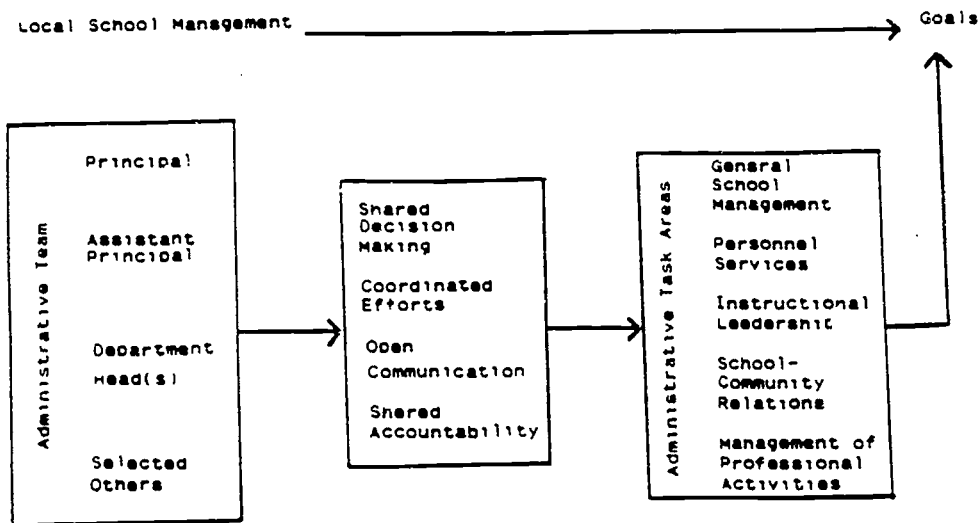 Local School Management
Goals
Administrative Team
Principal
Assistant
Principal
Department
Head(s)
Selected
Others
Shared
Decision
Making
Coordinated
Efforts
Open
Communication
Shared
Accountability
Administrative Task Areas
General
School
Management
Personnel
Services
Instructional
Leadershit
School-
Community
Relations
Management of
Professional
Activities